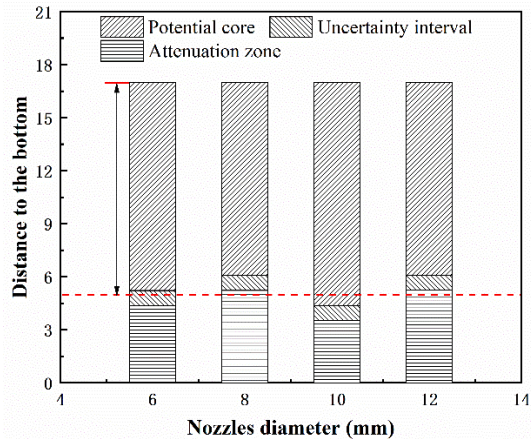 21
Potential core Uncertainty interval
Attenuation zone
18
15
12
9
6
3
0
Distance to the bottom
4 6 8 10 12 14
Nozzles diameter (mm)